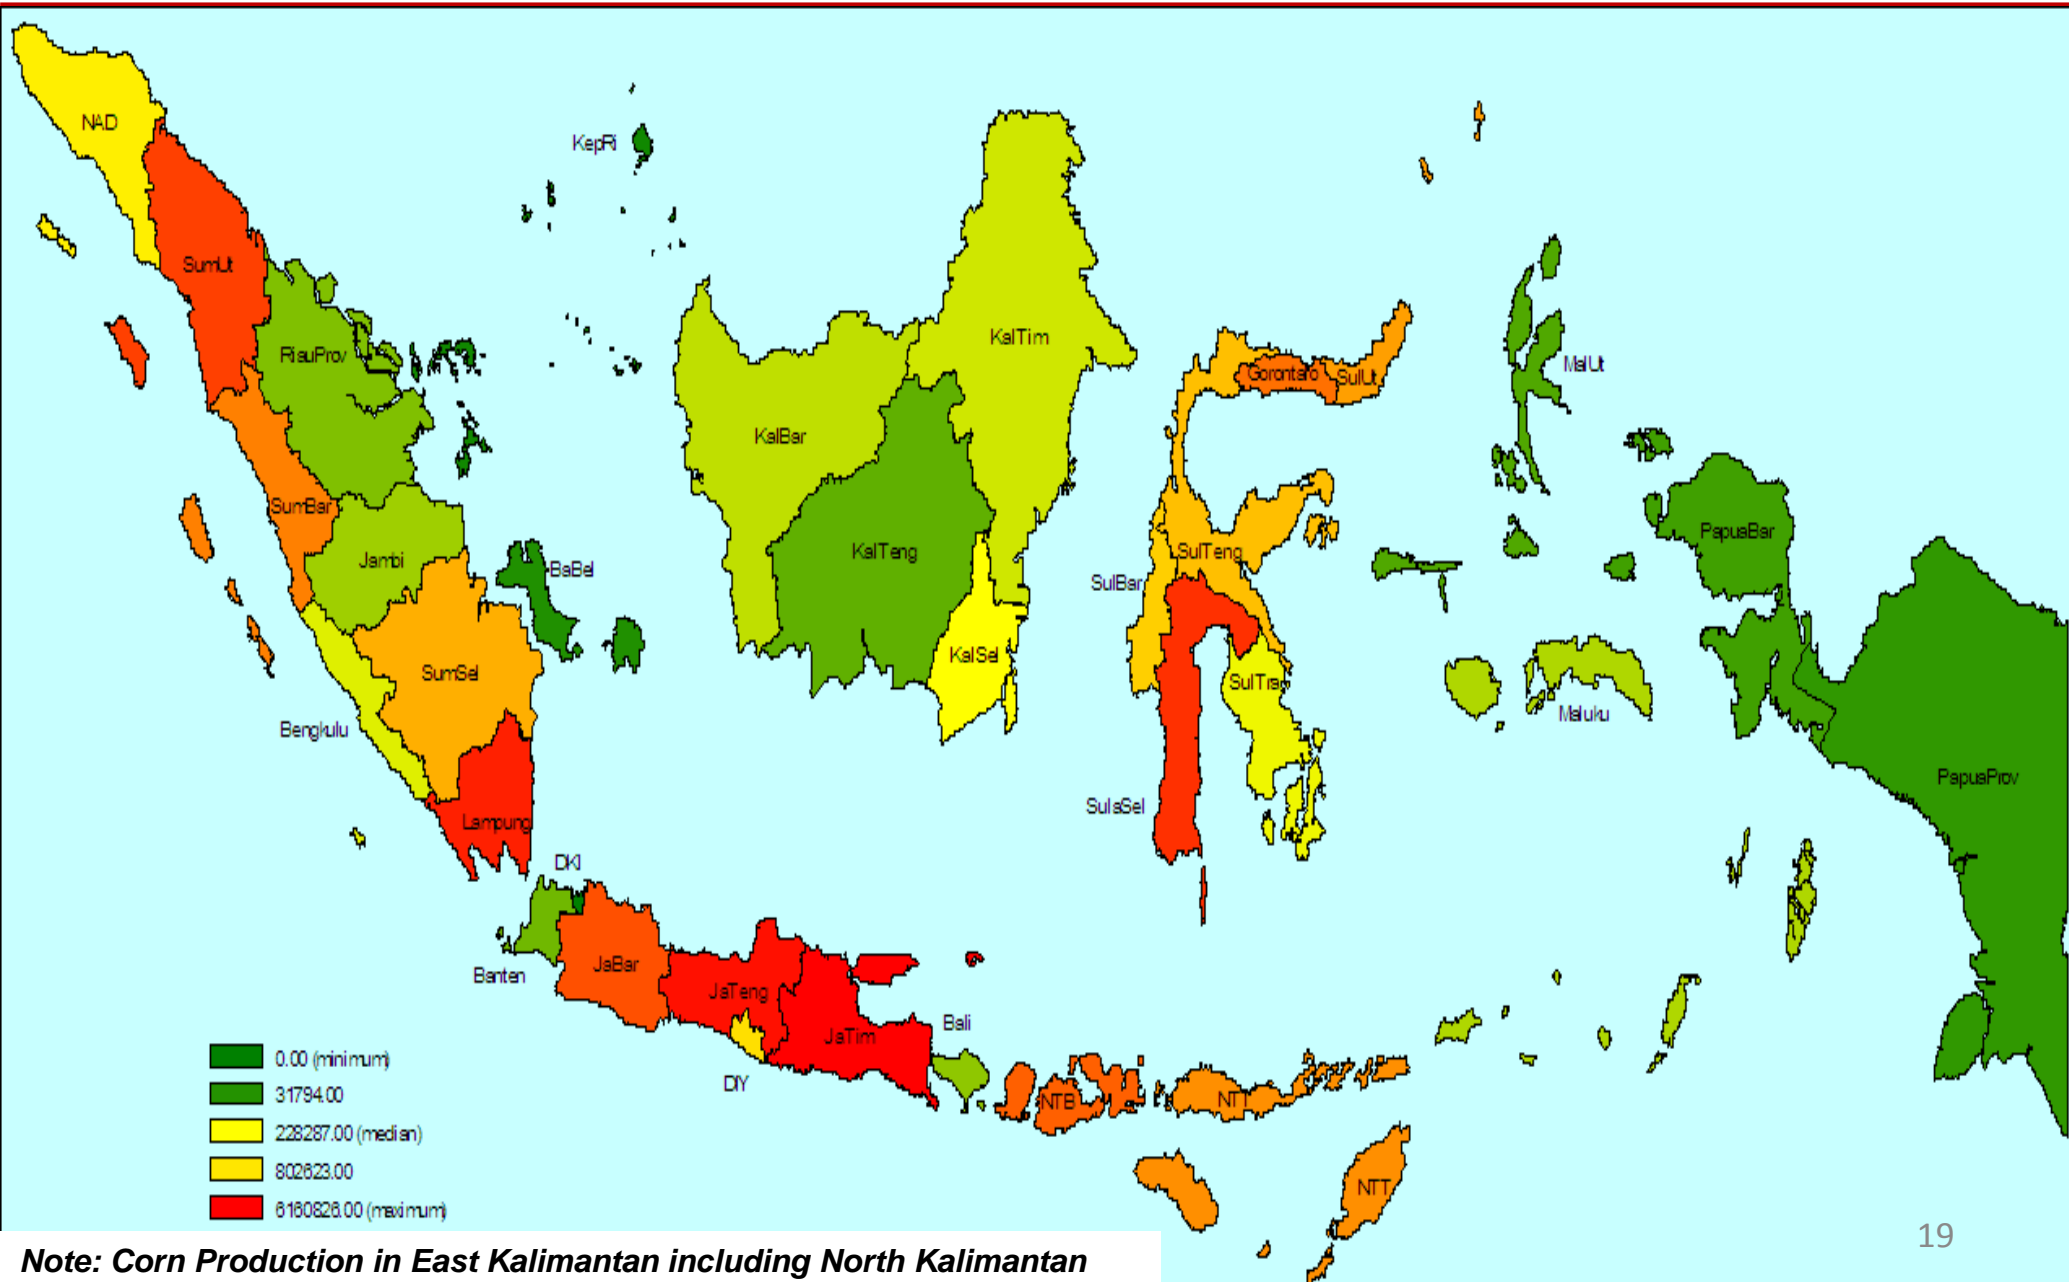 NAD
KepRi
SumUt
RiauProv
KalTim
Gorontalo
SulUt
MalUt
KalBar
SumBar
PapuaBar
KalTeng
SulTeng
Jambi
BaBel
SulBar
KalSel
SumSel
SulTra
Maluku
Bengkulu
PapuaProv
SulaSel
Lampung
DKI
JaBar
Banten
JaTeng
Bali
JaTim
DIY
NTB
NTT
NTT
0.00 (minimum)
31794.00
228287.00 (median)
802623.00
6160826.00 (maximum)
19
Note: Corn Production in East Kalimantan including North Kalimantan